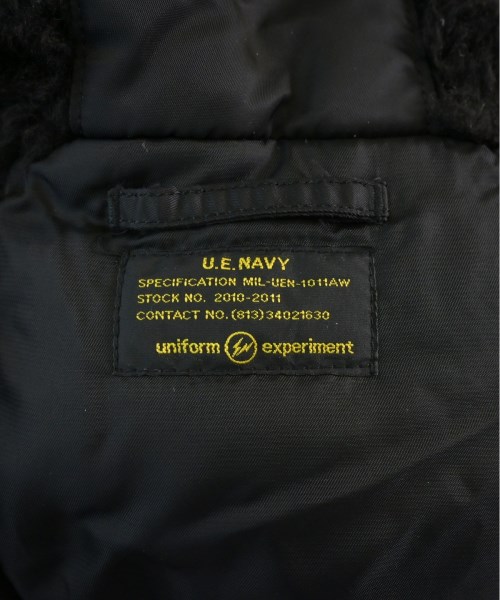 U.E.NAVY
SPECIFICATION MIL-UEN-1011AW
STOCK NO. 2010-2011
CONTACT NO.(813)34021630
uniform experiment